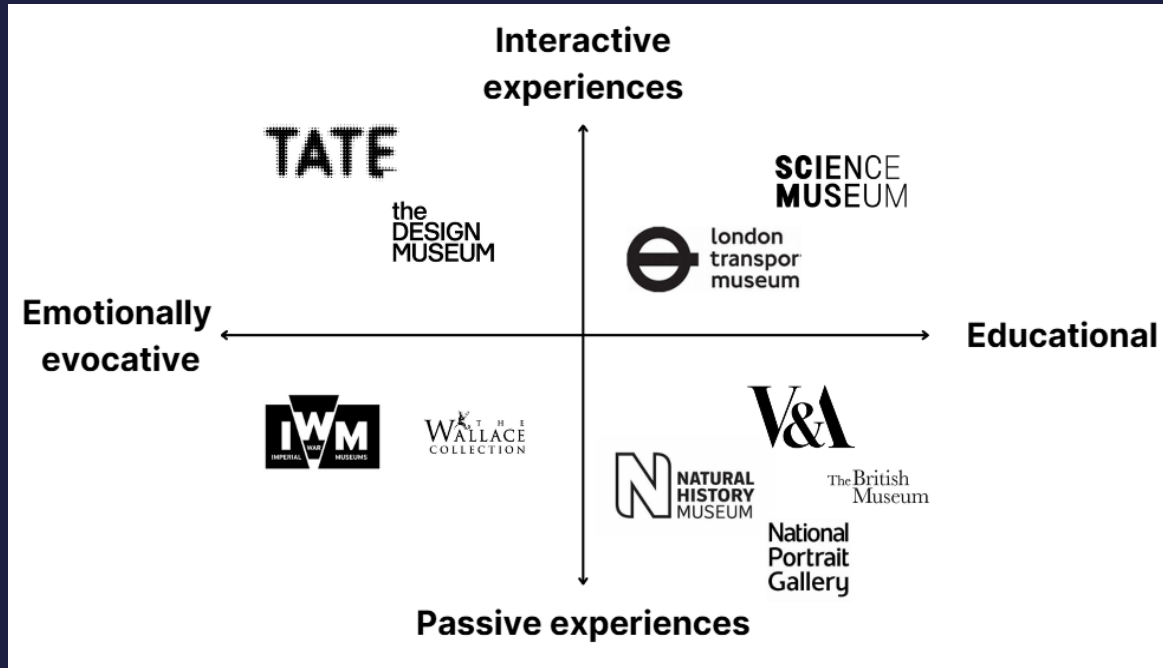 Interactive
experiences
TATE
the
DESIGN
MUSEUM
SCIENCE
MUSEUM
london
transpor
museum
Emotionally
evocative
Educational
IWM
IMPERIAL WAR MUSEUMS
THE
WALLACE
COLLECTION
V&A
NATURAL
HISTORY
MUSEUM
The British
Museum
National
Portrait
Gallery
Passive experiences